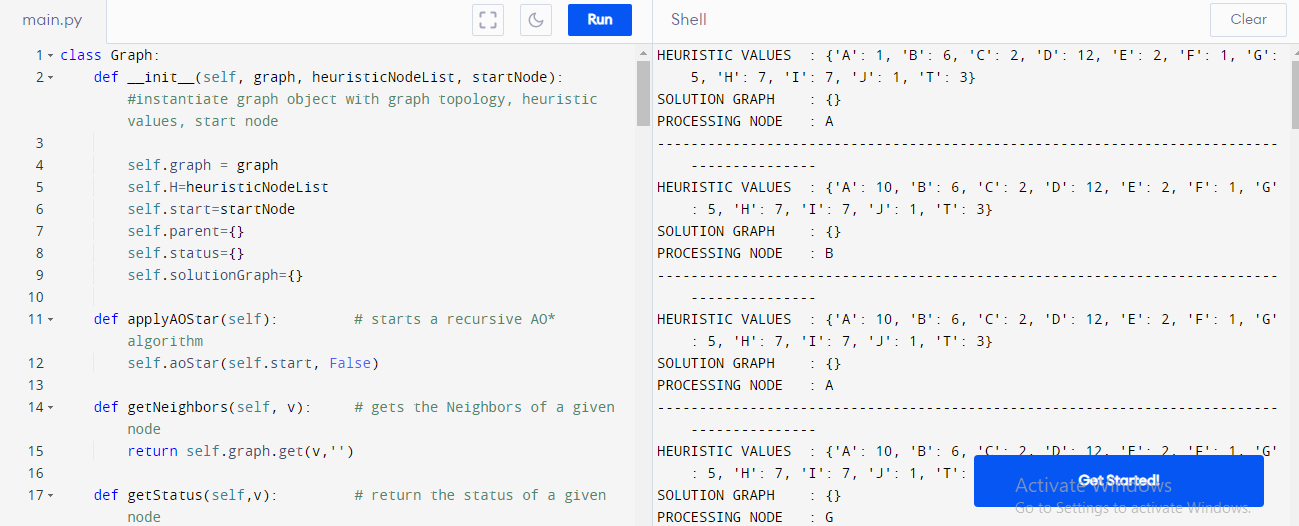 main.py
Run
Shell
Clear
1 class Graph:
2 def __init__(self, graph, heuristicNodeList, startNode):
#instantiate graph object with graph topology, heuristic
values, start node
3
4 self.graph = graph
5 self.H=heuristicNodeList
6 self.start=startNode
7 self.parent={}
8 self.status={}
9 self.solutionGraph={}
10
11 def applyAOStar(self): # starts a recursive AO*
algorithm
12 self.aoStar(self.start, False)
13
14 def getNeighbors(self, v): # gets the Neighbors of a given
node
15 return self.graph.get(v,'')
16
17 def getStatus(self,v): # return the status of a given
node
HEURISTIC VALUES : {'A': 1, 'B': 6, 'C': 2, 'D': 12, 'E': 2, 'F': 1, 'G':
5, 'H': 7, 'I': 7, 'J': 1, 'T': 3}
SOLUTION GRAPH : {}
PROCESSING NODE : A
--------------------------------------------------------------------------
---------------
HEURISTIC VALUES : {'A': 10, 'B': 6, 'C': 2, 'D': 12, 'E': 2, 'F': 1, 'G'
: 5, 'H': 7, 'I': 7, 'J': 1, 'T': 3}
SOLUTION GRAPH : {}
PROCESSING NODE : B
--------------------------------------------------------------------------
---------------
HEURISTIC VALUES : {'A': 10, 'B': 6, 'C': 2, 'D': 12, 'E': 2, 'F': 1, 'G'
: 5, 'H': 7, 'I': 7, 'J': 1, 'T': 3}
SOLUTION GRAPH : {}
PROCESSING NODE : A
--------------------------------------------------------------------------
---------------
HEURISTIC VALUES : {'A': 10, 'B': 6, 'C': 2, 'D': 12, 'E': 2, 'F': 1, 'G'
: 5, 'H': 7, 'I': 7, 'J': 1, 'T':
SOLUTION GRAPH : {}
PROCESSING NODE : G
Get Started!
Activate Windows
Go to Settings to activate Windows.